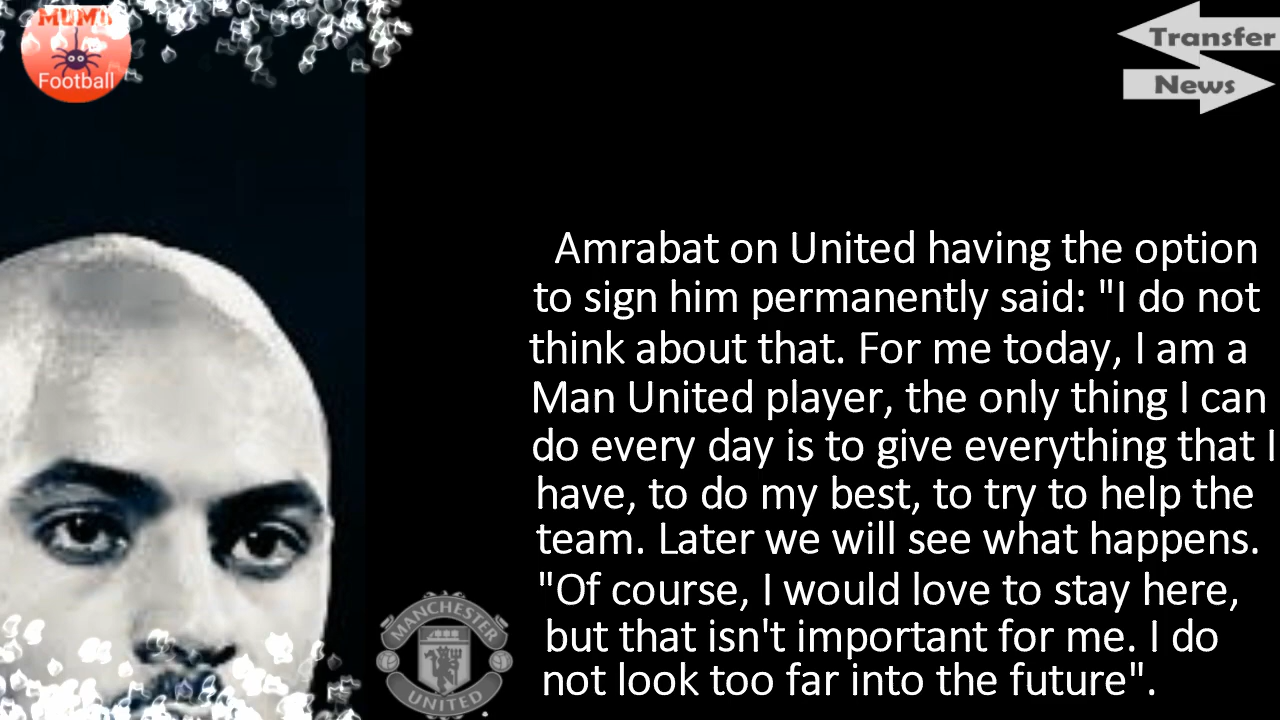 MUMU
Football
Transfer
News
Amrabat on United having the option
to sign him permanently said: "I do not
think about that. For me today, I am a
Man United player, the only thing I can
do every day is to give everything that I
have, to do my best, to try to help the
team. Later we will see what happens.
"Of course, I would love to stay here,
but that isn't important for me. I do
not look too far into the future".
MANCHESTER
UNITED